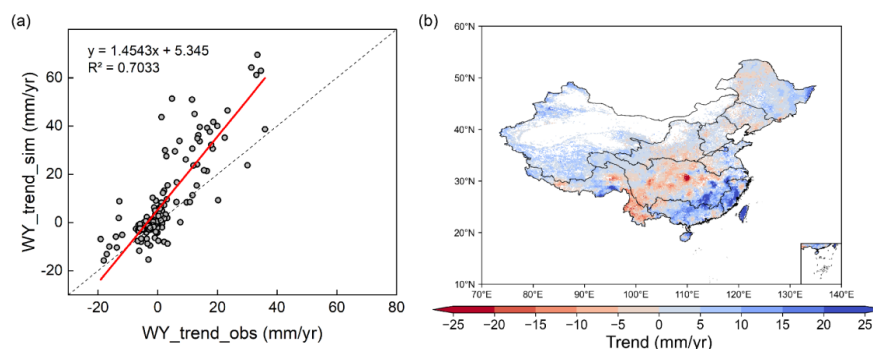 (a)
y = 1.4543x + 5.345
R² = 0.7033
60
40
20
0
-20
WY_trend_sim (mm/yr)
-20 0 20 40 60 80
WY_trend_obs (mm/yr)
(b)
60°N
50°N
40°N
30°N
20°N
10°N
70°E 80°E 90°E 100°E 110°E 120°E 130°E 140°E
−25 −20 −15 −10 −5 0 5 10 15 20 25
Trend (mm/yr)